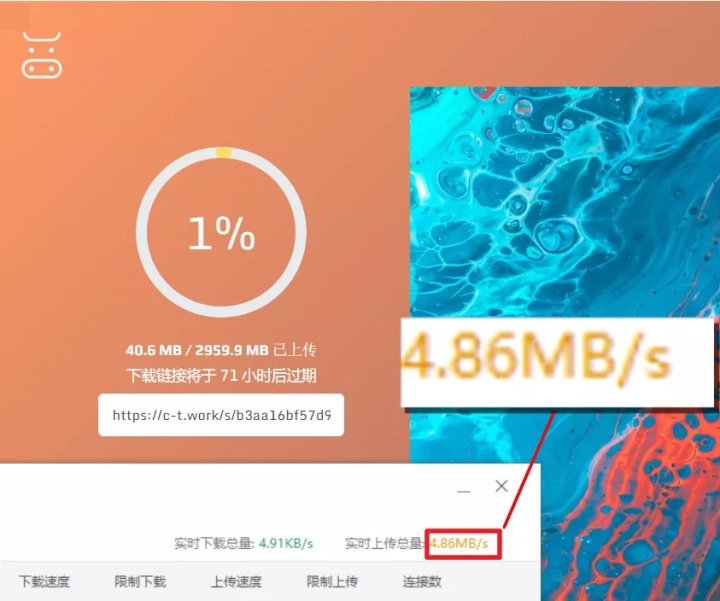 1%
40.6 MB / 2959.9 MB 已上传
下载链接将于 71 小时后过期
https://c-t.work/s/b3aa16bf57d9
4.86MB/s
实时下载总量: 4.91KB/s 实时上传总量: 4.86MB/s
下载速度 限制下载 上传速度 限制上传 连接数